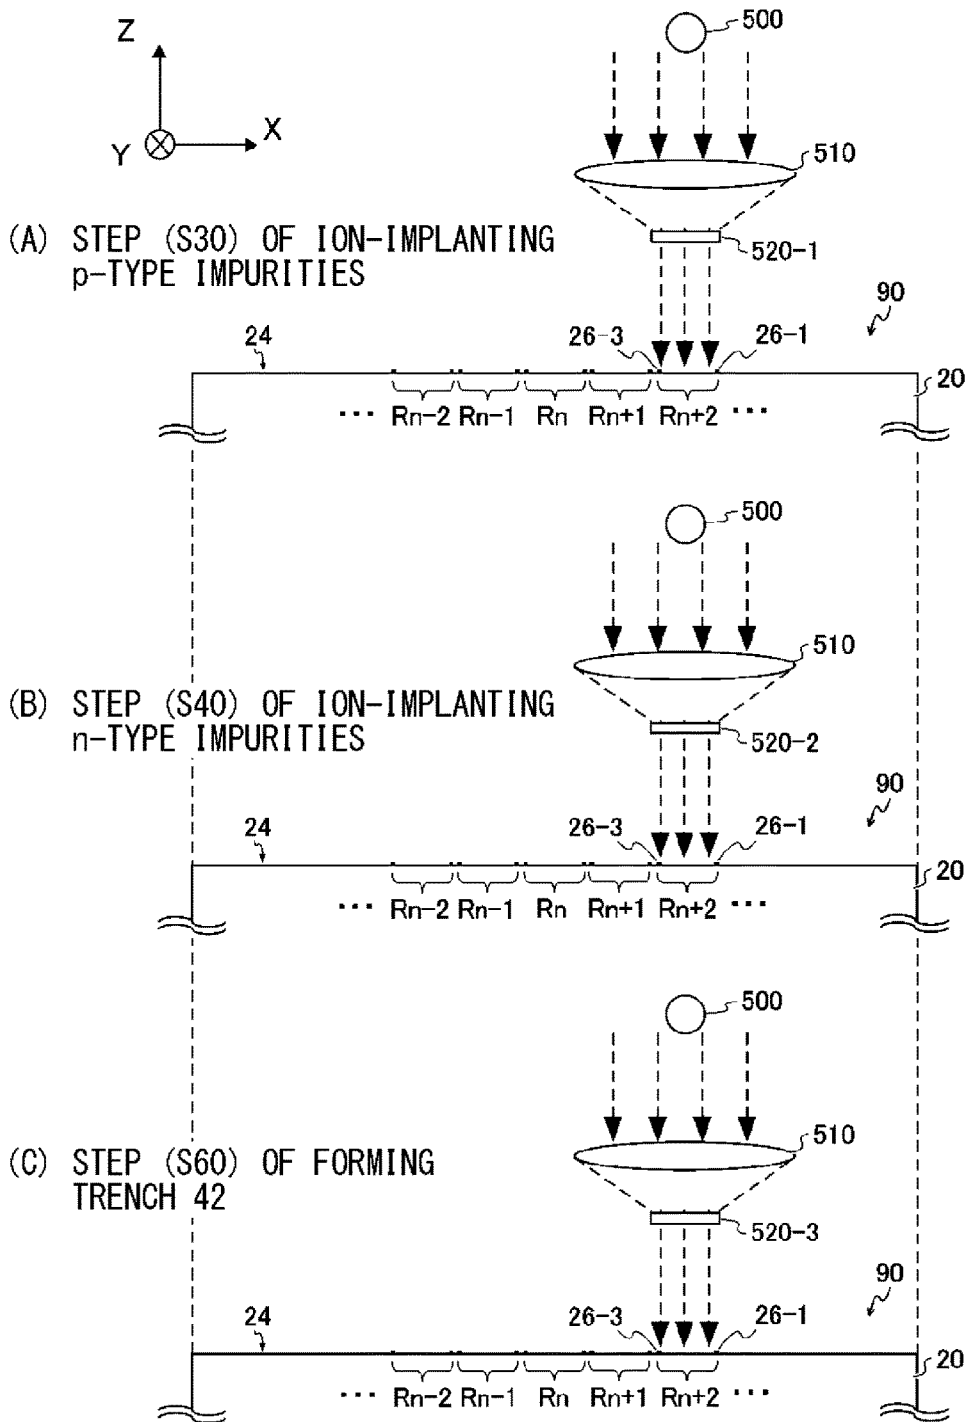 Z
X
Y
500
510
(A) STEP (S30) OF ION-IMPLANTING
p-TYPE IMPURITIES
520-1
90
24
26-3
26-1
20
... Rn-2 Rn-1 Rn Rn+1 Rn+2 ...
500
510
(B) STEP (S40) OF ION-IMPLANTING
n-TYPE IMPURITIES
520-2
90
24
26-3
26-1
20
... Rn-2 Rn-1 Rn Rn+1 Rn+2 ...
500
510
(C) STEP (S60) OF FORMING
TRENCH 42
520-3
90
24
26-3
26-1
20
... Rn-2 Rn-1 Rn Rn+1 Rn+2 ...